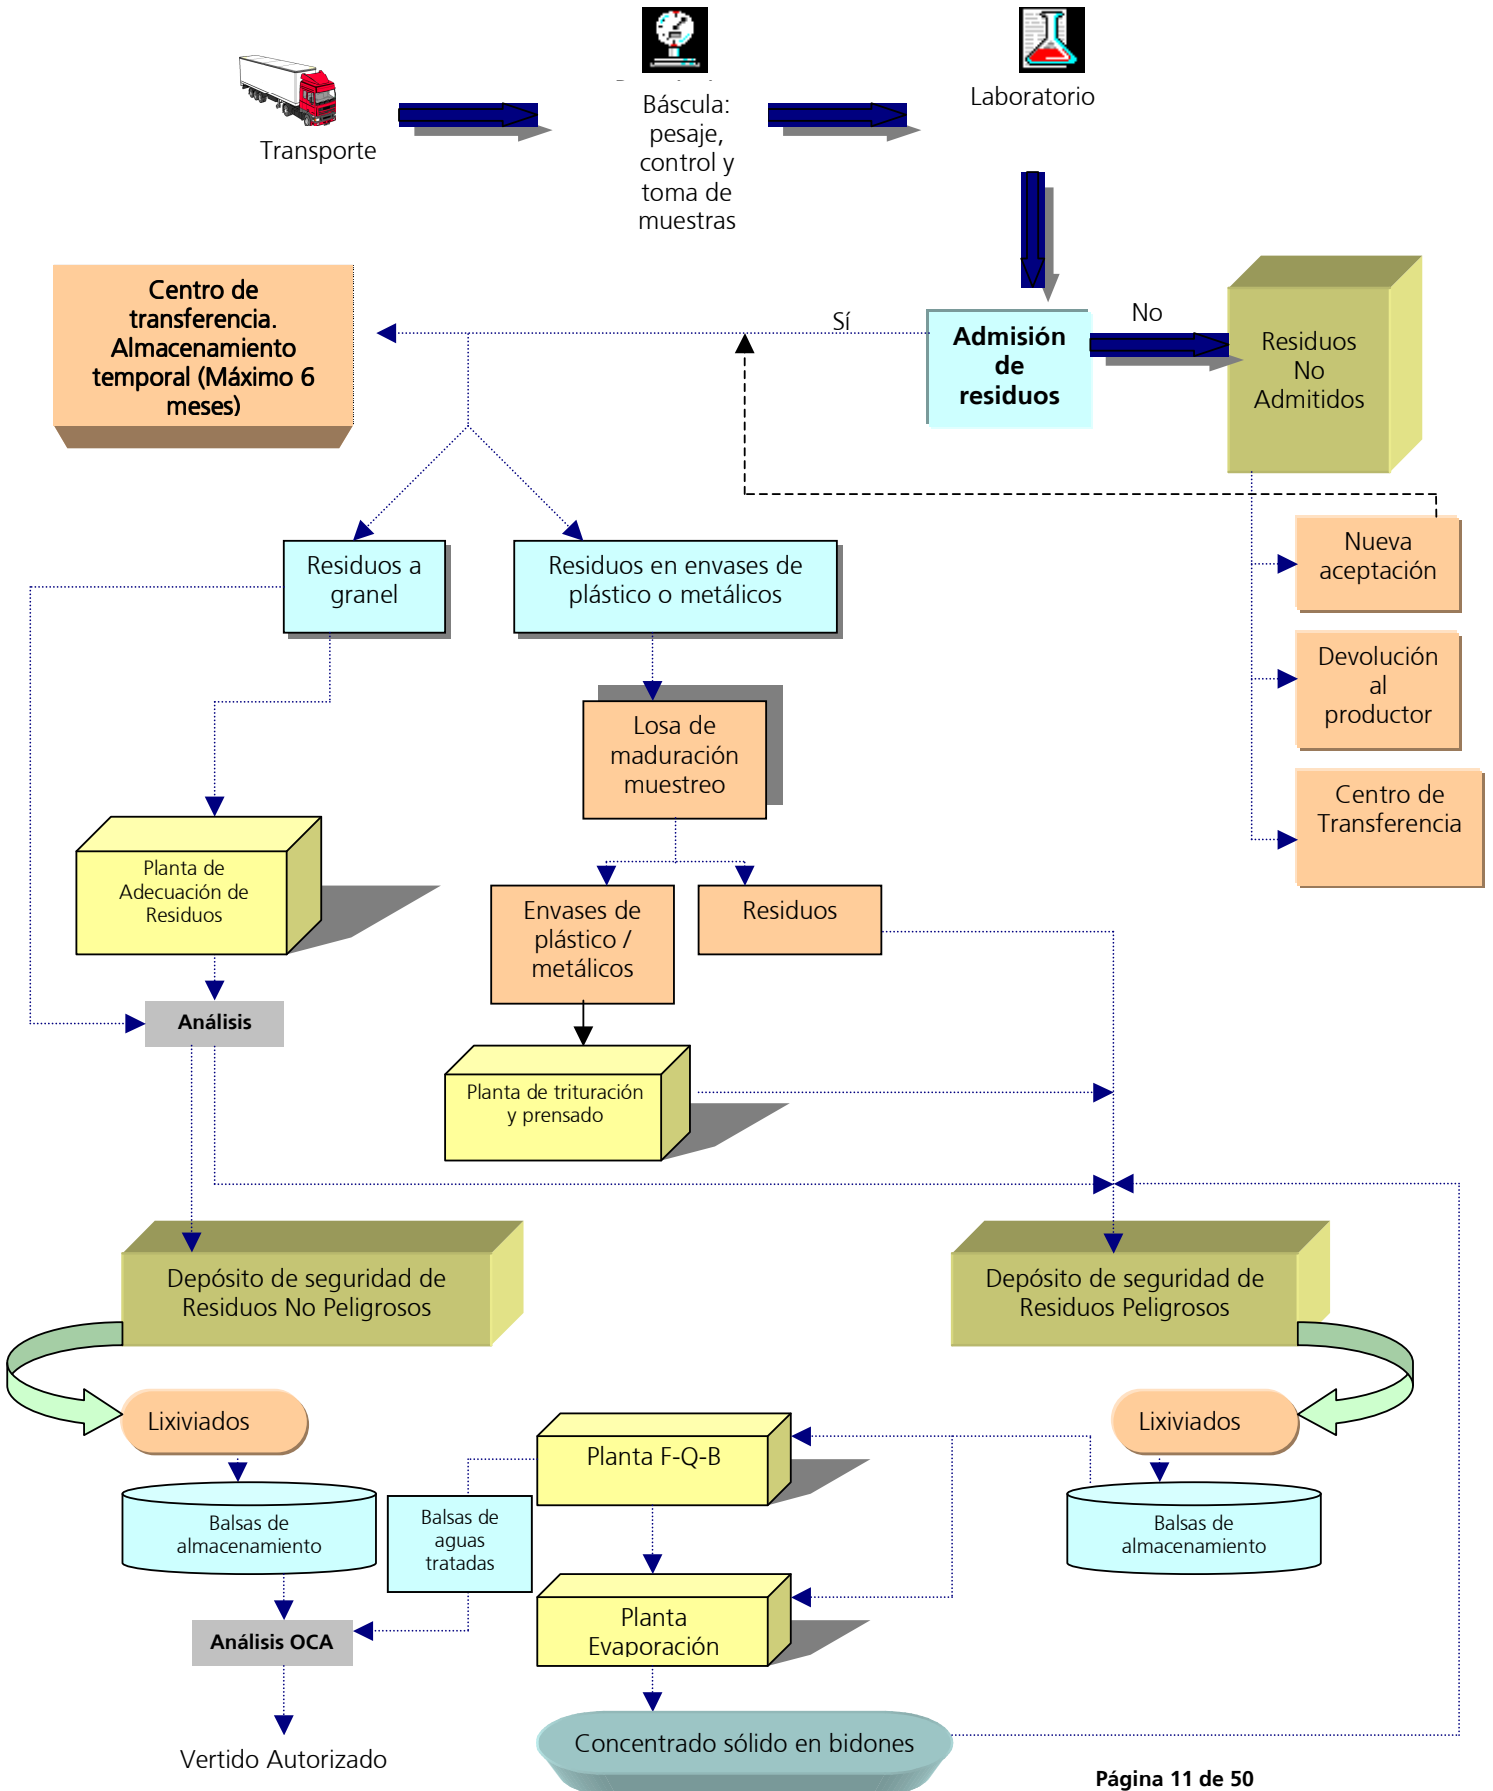 Transporte
Báscula:
pesaje,
control y
toma de
muestras
Laboratorio
Centro de
transferencia.
Almacenamiento
temporal (Máximo 6
meses)
Sí
Admisión
de
residuos
No
Residuos
No
Admitidos
Nueva
aceptación
Devolución
al
productor
Centro de
Transferencia
Residuos a
granel
Residuos en envases de
plástico o metálicos
Losa de
maduración
muestreo
Planta de
Adecuación de
Residuos
Envases de
plástico /
metálicos
Residuos
Análisis
Planta de trituración
y prensado
Depósito de seguridad de
Residuos No Peligrosos
Depósito de seguridad de
Residuos Peligrosos
Lixiviados
Lixiviados
Planta F-Q-B
Balsas de
almacenamiento
Balsas de
aguas
tratadas
Balsas de
almacenamiento
Planta
Evaporación
Análisis OCA
Concentrado sólido en bidones
Vertido Autorizado
Página 11 de 50